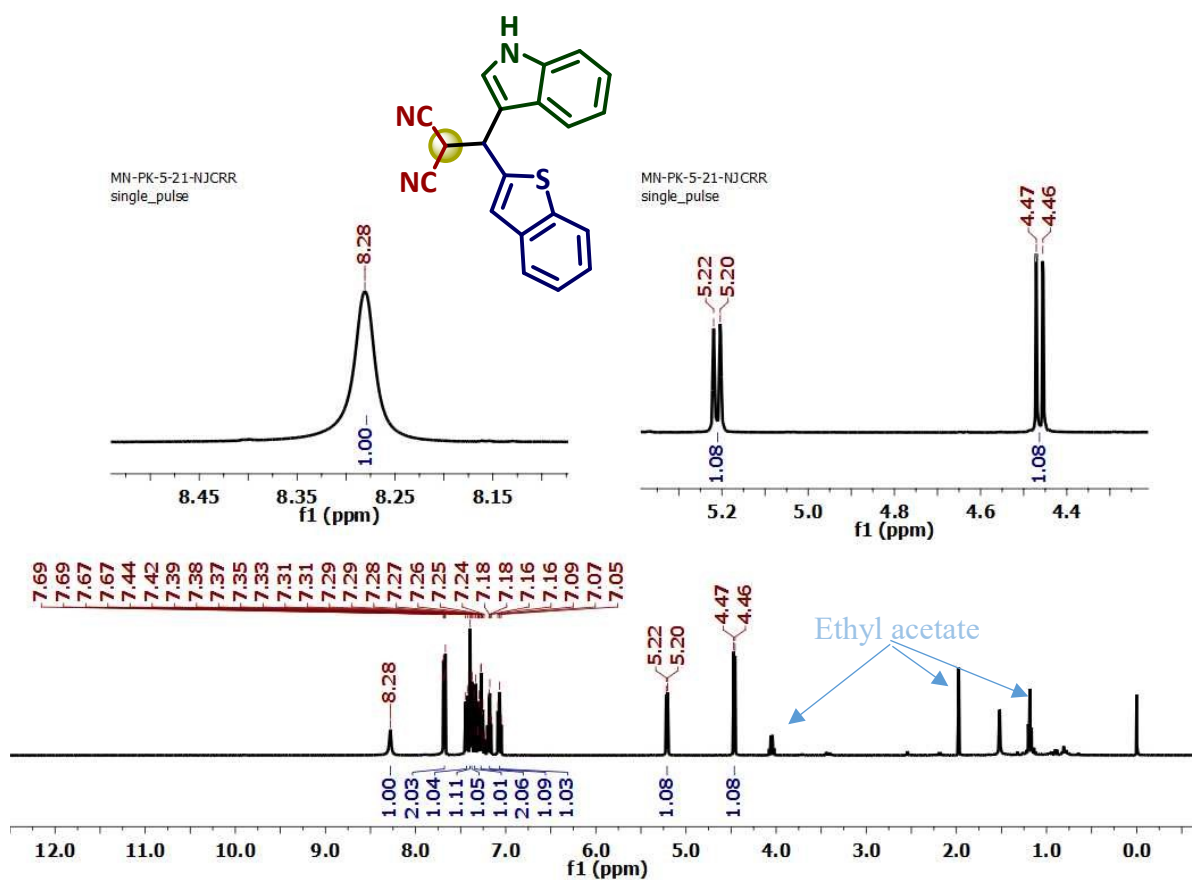 H
N
NC
NC
S
MN-PK-5-21-NJCRR
single_pulse
8.28
1.00
8.45 8.35 8.25 8.15
f1 (ppm)
MN-PK-5-21-NJCRR
single_pulse
5.22 5.20 4.47 4.46
1.08 1.08
5.2 5.0 4.8 4.6 4.4
f1 (ppm)
7.69 7.69 7.67 7.67 7.44 7.42 7.39 7.38 7.37 7.35 7.33 7.31 7.31 7.29 7.29 7.28 7.27 7.26 7.25 7.24 7.18 7.18 7.16 7.16 7.09 7.07 7.05
8.28 5.22 5.20 4.47 4.46
Ethyl acetate
1.00 2.03 1.04 1.11 1.05 1.01 2.06 1.09 1.03 1.08 1.08
12.0 11.0 10.0 9.0 8.0 7.0 6.0 5.0 4.0 3.0 2.0 1.0 0.0
f1 (ppm)